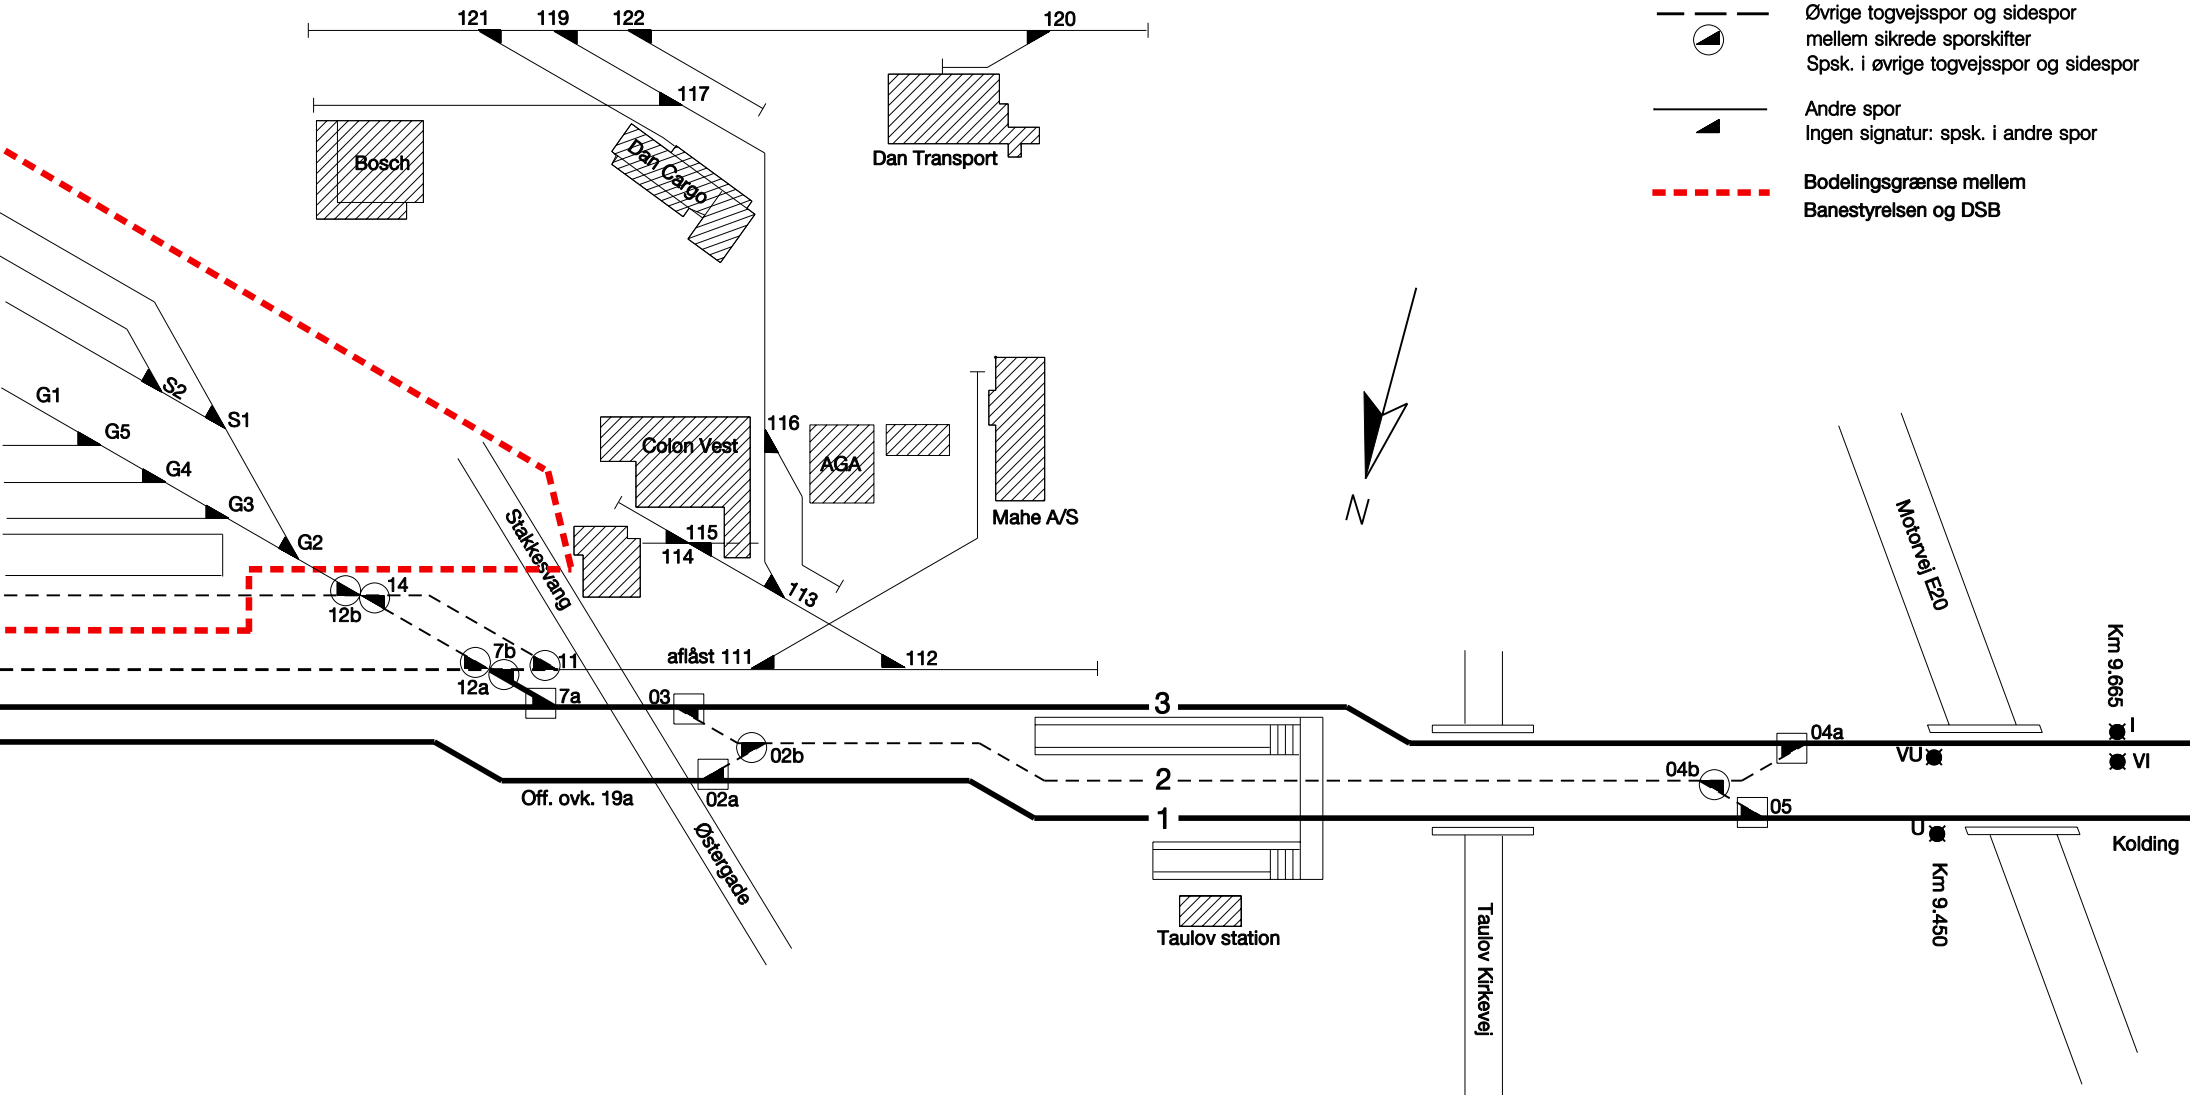 121 119 122 120
Øvrige togvejsspor og sidespor
mellem sikrede sporskifter
Spsk. i øvrige togvejsspor og sidespor
Andre spor
Ingen signatur: spsk. i andre spor
Bodelingsgrænse mellem
Banestyrelsen og DSB
117
Bosch
Dan Cargo
Dan Transport
S2
S1
G1
G5
G4
G3
G2
116
Colon Vest
AGA
Mahe A/S
115
114
113
Stakkesvang
N
Motorvej E20
14
12b
7b
12a
11
7a
aflåst 111
112
03
02b
02a
Off. ovk. 19a
Østergade
3
2
1
Taulov station
Taulov Kirkevej
04a
04b
05
VU
U
I
VI
Km 9.665
Km 9.450
Kolding